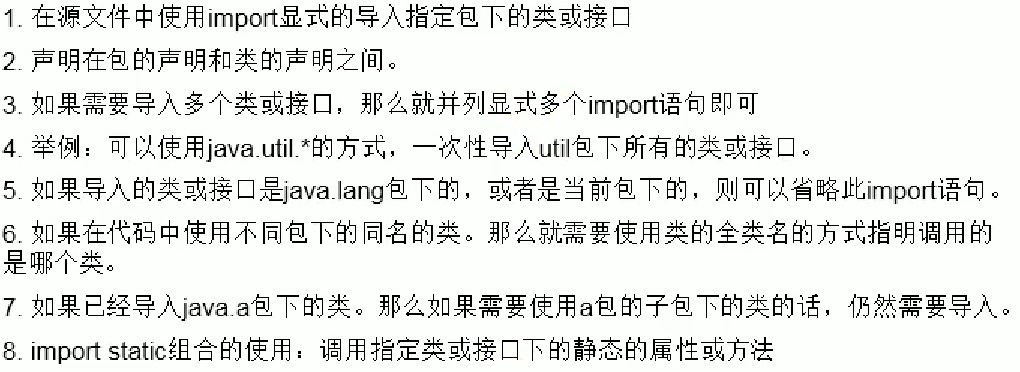 1. 在源文件中使用import显式的导入指定包下的类或接口
2. 声明在包的声明和类的声明之间。
3. 如果需要导入多个类或接口，那么就并列显式多个import语句即可
4. 举例：可以使用java.util.*的方式，一次性导入util包下所有的类或接口。
5. 如果导入的类或接口是java.lang包下的，或者是当前包下的，则可以省略此import语句。
6. 如果在代码中使用不同包下的同名的类。那么就需要使用类的全类名的方式指明调用的
是哪个类。
7. 如果已经导入java.a包下的类。那么如果需要使用a包的子包下的类的话，仍然需要导入。
8. import static组合的使用：调用指定类或接口下的静态的属性或方法